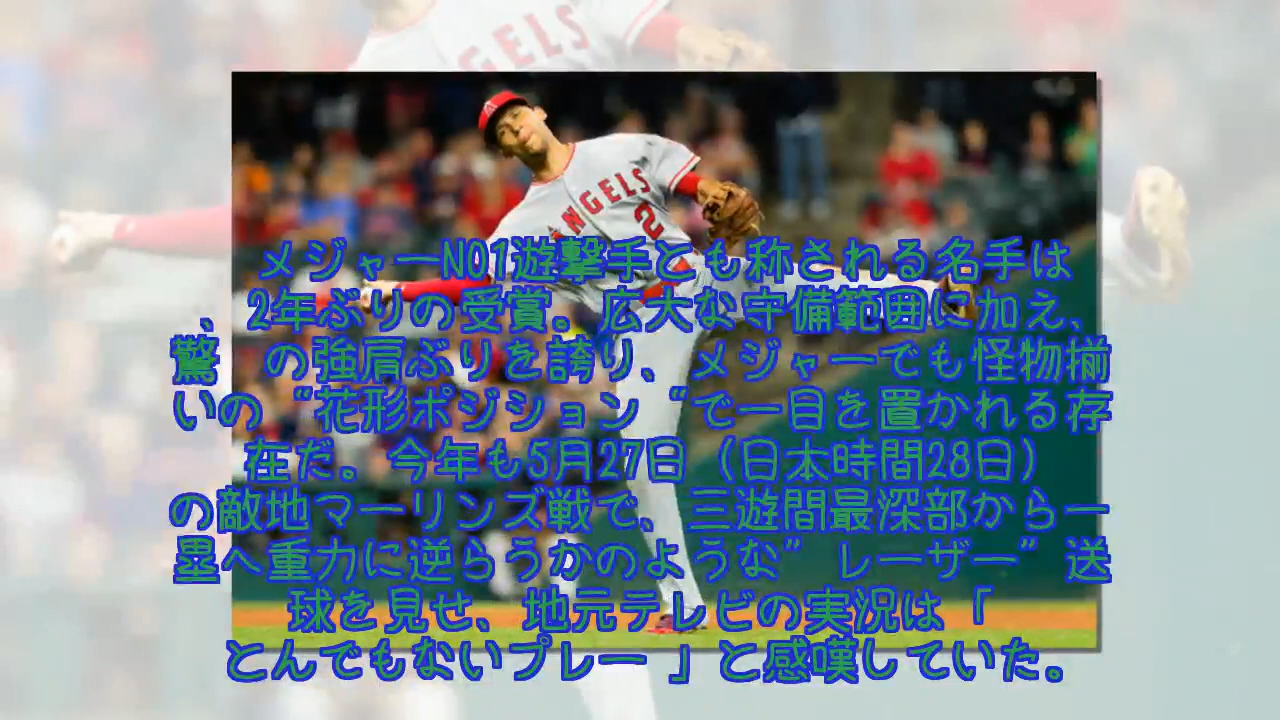 ANGELS
ANGELS
2
メジャーNO1遊撃手とも称される名手は
、2年ぶりの受賞。広大な守備範囲に加え、
驚　の強肩ぶりを誇り、メジャーでも怪物揃
いの“花形ポジション“で一目を置かれる存
在だ。今年も5月27日（日本時間28日）
の敵地マーリンズ戦で、三遊間最深部から一
塁へ重力に逆らうかのような”レーザー”送
球を見せ、地元テレビの実況は「
とんでもないプレー」と感嘆していた。